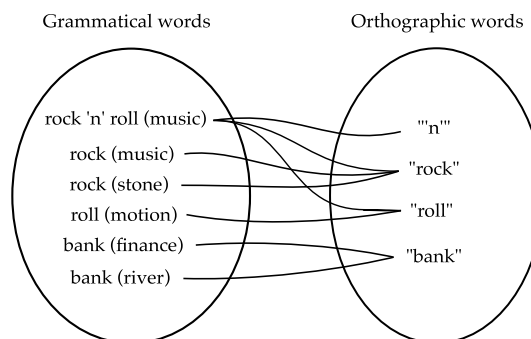 Grammatical words
Orthographic words
rock 'n' roll (music)
rock (music)
rock (stone)
roll (motion)
bank (finance)
bank (river)
"'n'"
"rock"
"roll"
"bank"